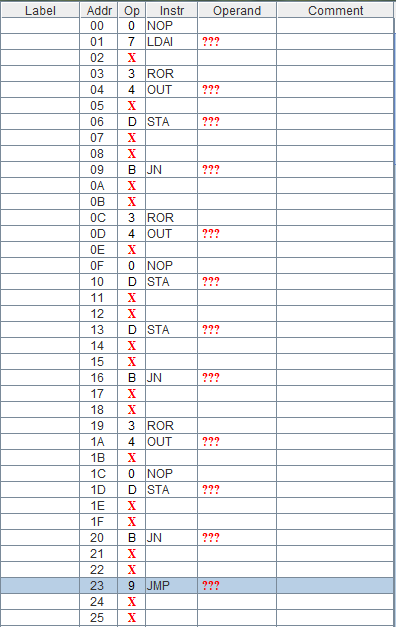 Label Addr Op Instr Operand Comment
00 0 NOP
01 7 LDAI ???
02 X
03 3 ROR
04 4 OUT ???
05 X
06 D STA ???
07 X
08 X
09 B JN ???
0A X
0B X
0C 3 ROR
0D 4 OUT ???
0E X
0F 0 NOP
10 D STA ???
11 X
12 X
13 D STA ???
14 X
15 X
16 B JN ???
17 X
18 X
19 3 ROR
1A 4 OUT ???
1B X
1C 0 NOP
1D D STA ???
1E X
1F X
20 B JN ???
21 X
22 X
23 9 JMP ???
24 X
25 X